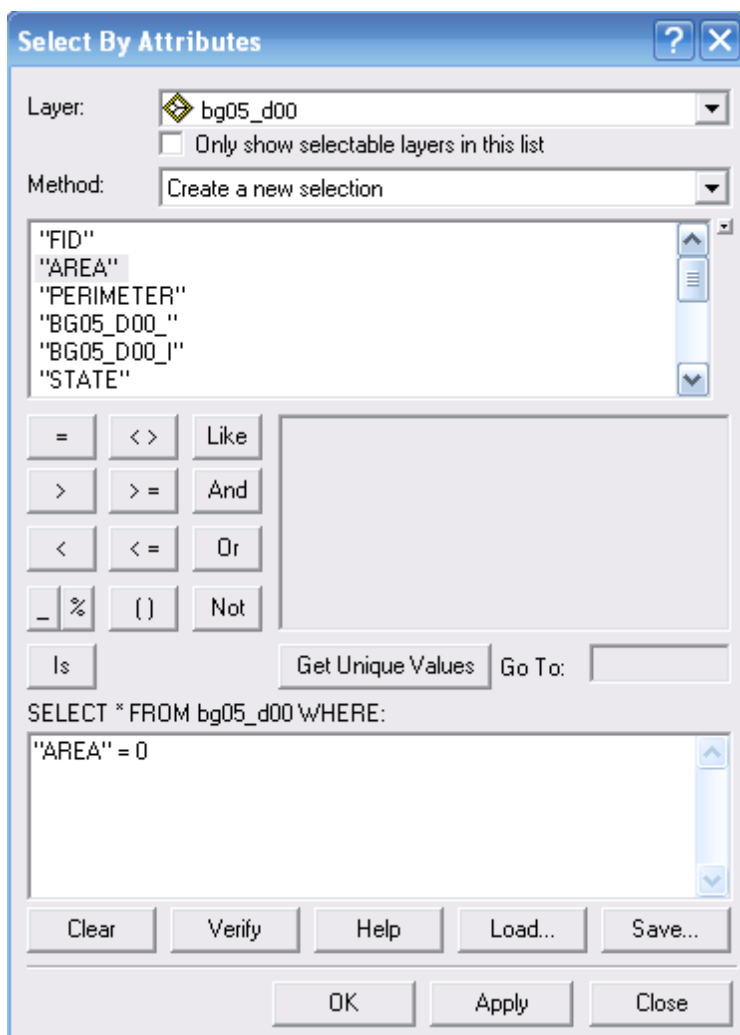 Select By Attributes
Layer: bg05_d00
Only show selectable layers in this list
Method: Create a new selection
"FID"
"AREA"
"PERIMETER"
"BG05_D00_"
"BG05_D00_I"
"STATE"
= < > Like
> > = And
< < = Or
_ % ( ) Not
Is Get Unique Values Go To:
SELECT * FROM bg05_d00 WHERE:
"AREA" = 0
Clear Verify Help Load... Save...
OK Apply Close